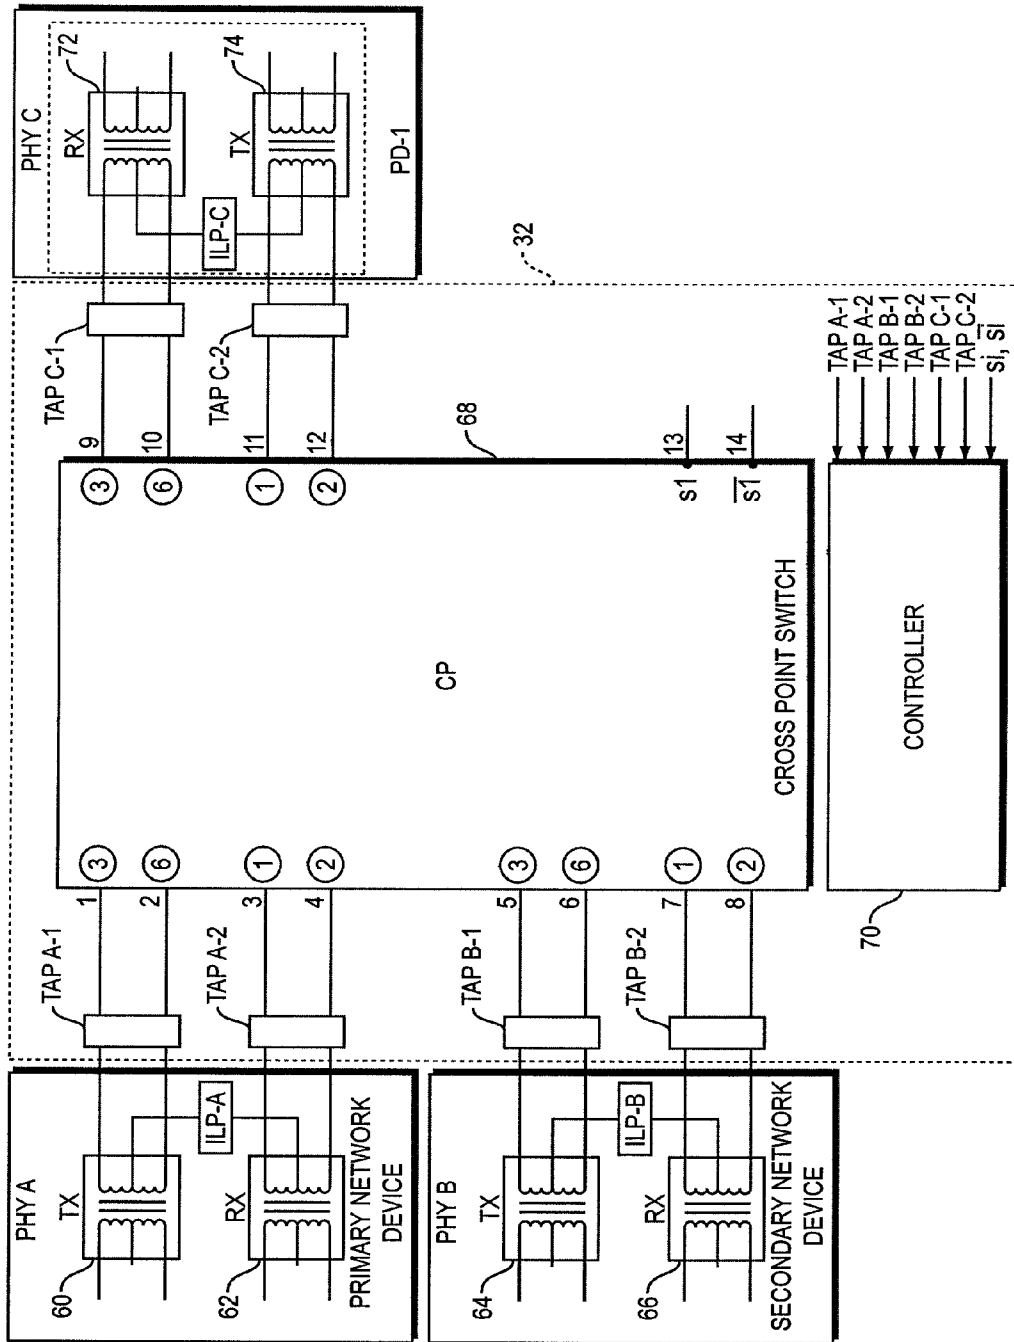 PHY A
TX
60
ILP-A
RX
62
PRIMARY NETWORK
DEVICE
PHY B
TX
64
ILP-B
RX
66
SECONDARY NETWORK
DEVICE
TAP A-1
TAP A-2
TAP B-1
TAP B-2
1
2
3
4
5
6
7
8
3
6
1
2
3
6
1
2
CP
CROSS POINT SWITCH
68
3
6
1
2
9
10
11
12
s1
13
s̅1̅
14
TAP C-1
TAP C-2
PHY C
RX
72
ILP-C
TX
74
PD-1
32
CONTROLLER
70
TAP A-1
TAP A-2
TAP B-1
TAP B-2
TAP C-1
TAP C-2
si, s̅i̅